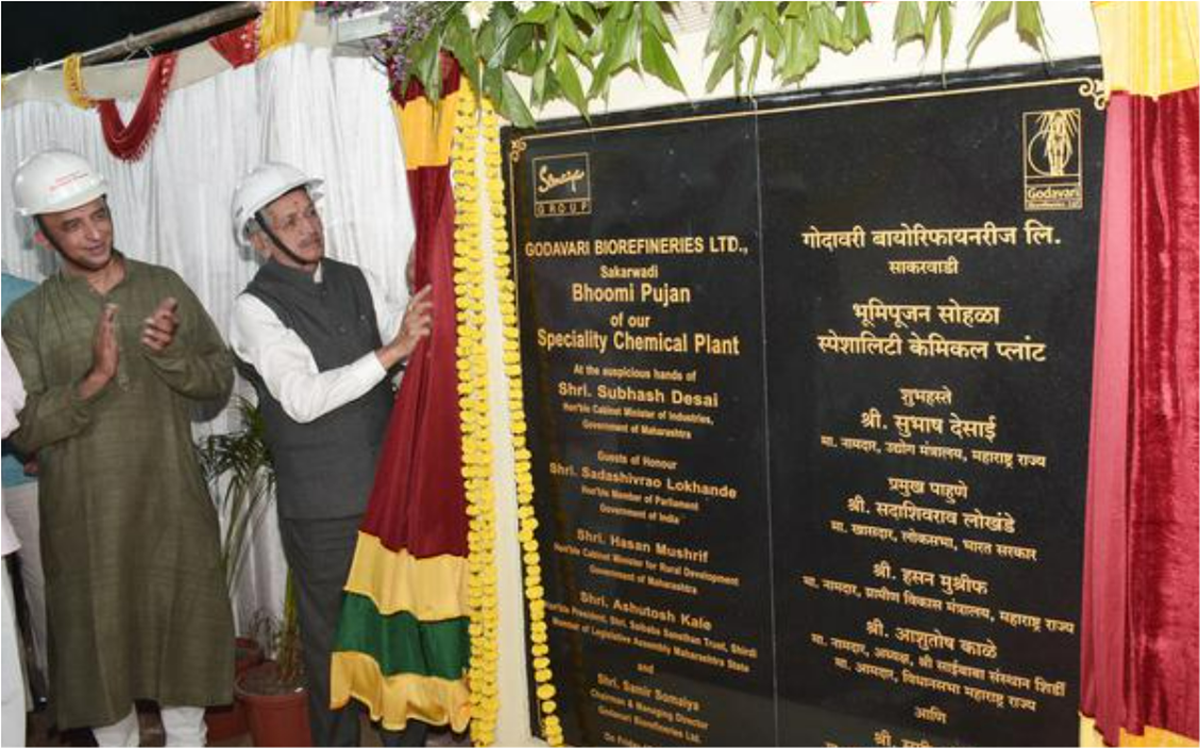 Somaiya
GROUP
GODAVARI BIOREFINERIES LTD.,
Sakarwadi
Bhoomi Pujan
of our
Speciality Chemical Plant
At the auspicious hands of
Shri. Subhash Desai
Hon'ble Cabinet Minister of Industries,
Government of Maharashtra
Guests of Honour
Shri. Sadashivrao Lokhande
Hon'ble Member of Parliament
Government of India
Shri. Hasan Mushrif
Hon'ble Cabinet Minister for Rural Development
Government of Maharashtra
Shri. Ashutosh Kale
Hon'ble President, Shri. Saibaba Sansthan Trust, Shirdi
Member of Legislative Assembly Maharashtra State
and
Shri. Samir Somaiya
Chairman & Managing Director
Godavari Biorefineries Ltd.
On Friday
Godavari
Biorefineries Ltd.
गोदावरी बायोरिफायनरीज लि.
साकरवाडी
भूमिपूजन सोहळा
स्पेशालिटी केमिकल प्लांट
शुभहस्ते
श्री. सुभाष देसाई
मा. नामदार, उद्योग मंत्रालय, महाराष्ट्र राज्य
प्रमुख पाहुणे
श्री. सदाशिवराव लोखंडे
मा. खासदार, लोकसभा, भारत सरकार
श्री. हसन मुश्रीफ
मा. नामदार, ग्रामीण विकास मंत्रालय, महाराष्ट्र राज्य
श्री. आशुतोष काळे
मा. नामदार, अध्यक्ष, श्री साईबाबा संस्थान शिर्डी
मा. आमदार, विधानसभा महाराष्ट्र राज्य
आणि
श्री.